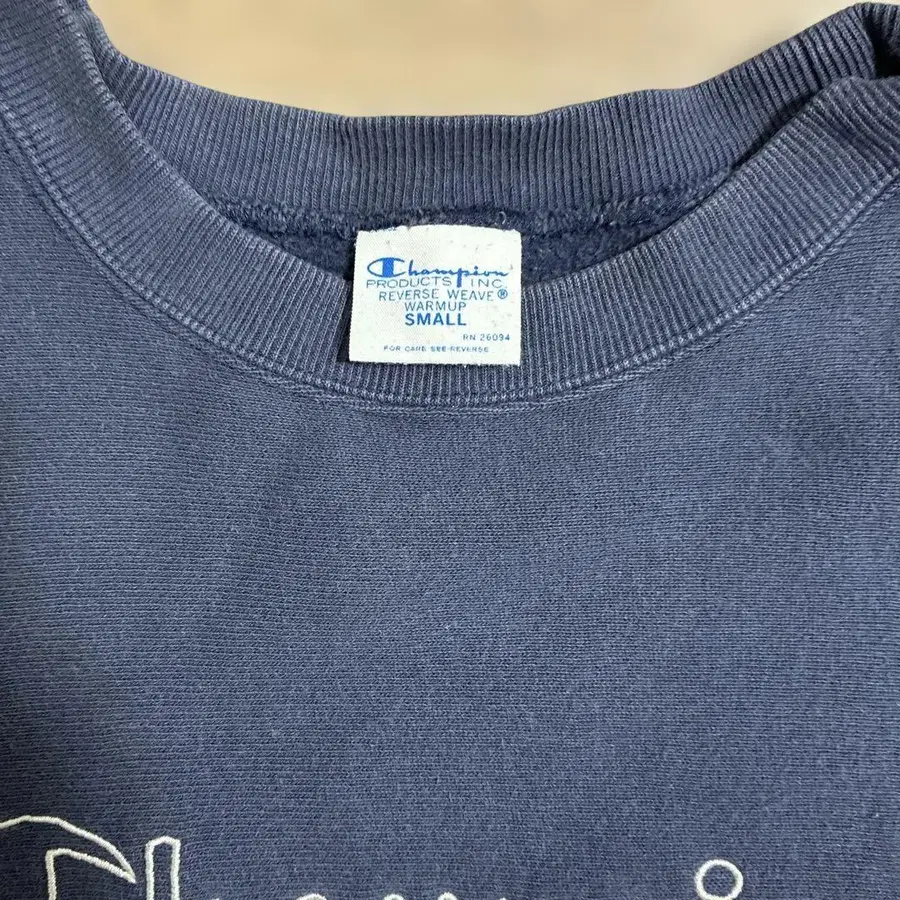 Champion
PRODUCTS INC.
REVERSE WEAVE®
WARMUP
SMALL
RN 26094
FOR CARE SEE REVERSE